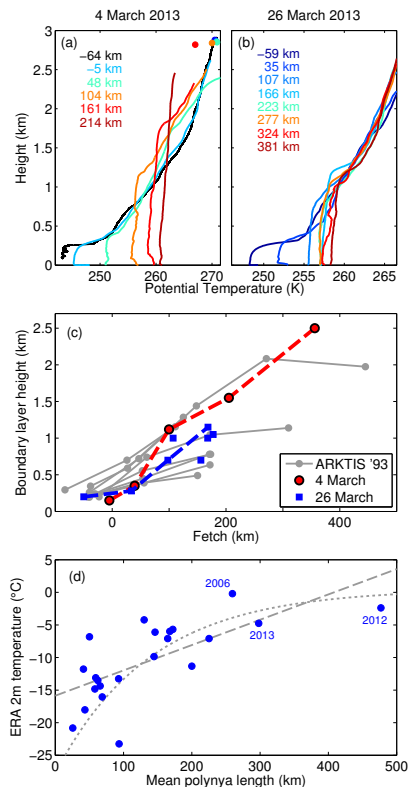 4 March 2013
26 March 2013
(a)
−64 km
−5 km
48 km
104 km
161 km
214 km
(b)
−59 km
35 km
107 km
166 km
223 km
277 km
324 km
381 km
Height (km)
3
2.5
2
1.5
1
0.5
0
250
260
270
250
255
260
265
Potential Temperature (K)
(c)
Boundary layer height (km)
2.5
2
1.5
1
0.5
0
ARKTIS '93
4 March
26 March
0
200
400
Fetch (km)
(d)
ERA 2m temperature (°C)
5
0
−5
−10
−15
−20
−25
2006
2013
2012
0
100
200
300
400
500
Mean polynya length (km)